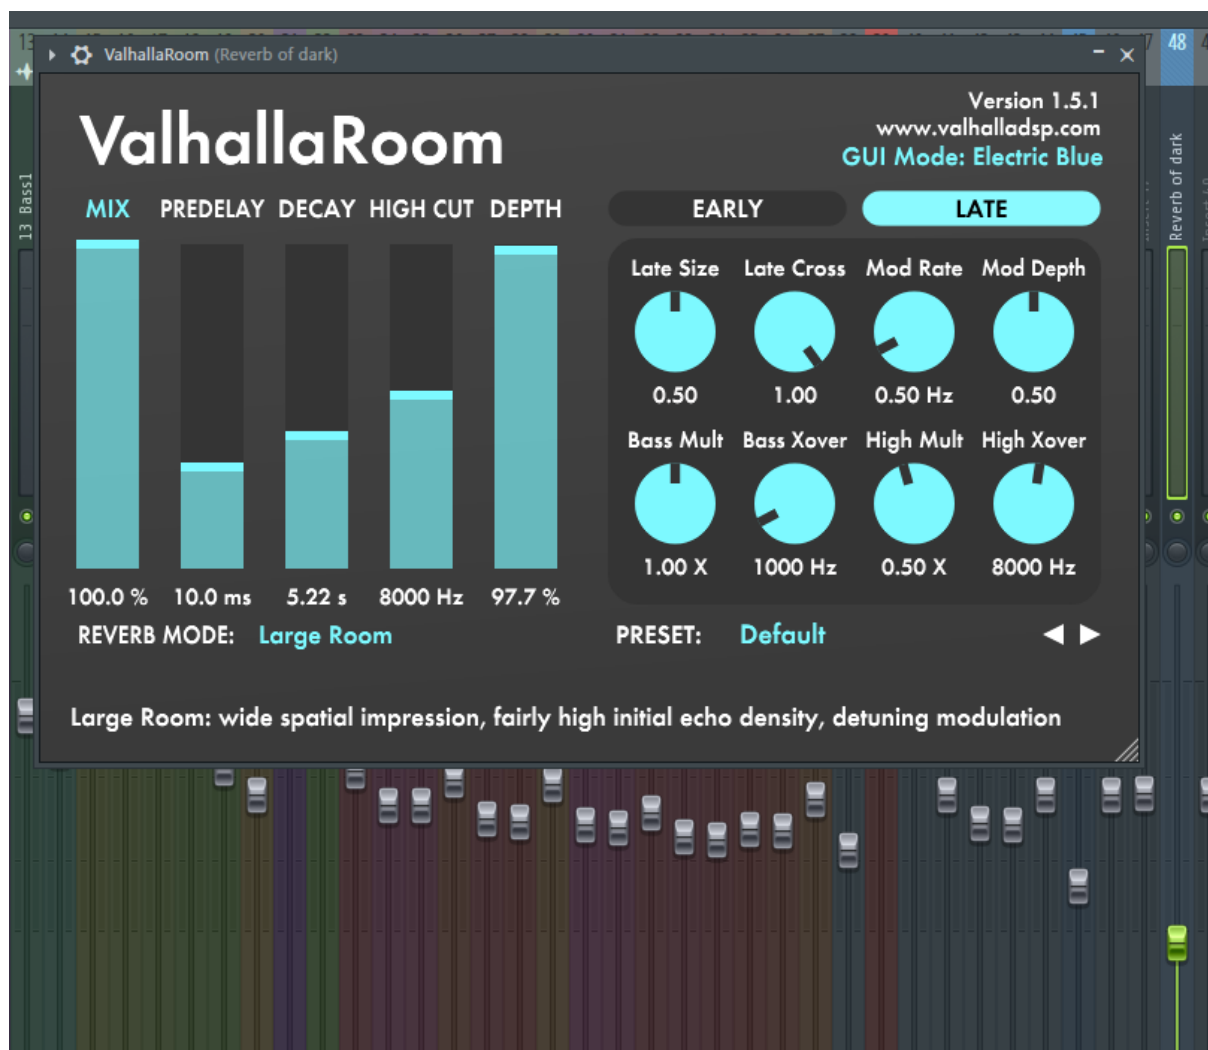 ValhallaRoom (Reverb of dark)
48
Version 1.5.1
www.valhalladsp.com
GUI Mode: Electric Blue
ValhallaRoom
MIX PREDELAY DECAY HIGH CUT DEPTH
EARLY LATE
Late Size Late Cross Mod Rate Mod Depth
0.50 1.00 0.50 Hz 0.50
Bass Mult Bass Xover High Mult High Xover
1.00 X 1000 Hz 0.50 X 8000 Hz
100.0 % 10.0 ms 5.22 s 8000 Hz 97.7 %
REVERB MODE: Large Room
PRESET: Default
Large Room: wide spatial impression, fairly high initial echo density, detuning modulation
13 Bass1
Reverb of dark